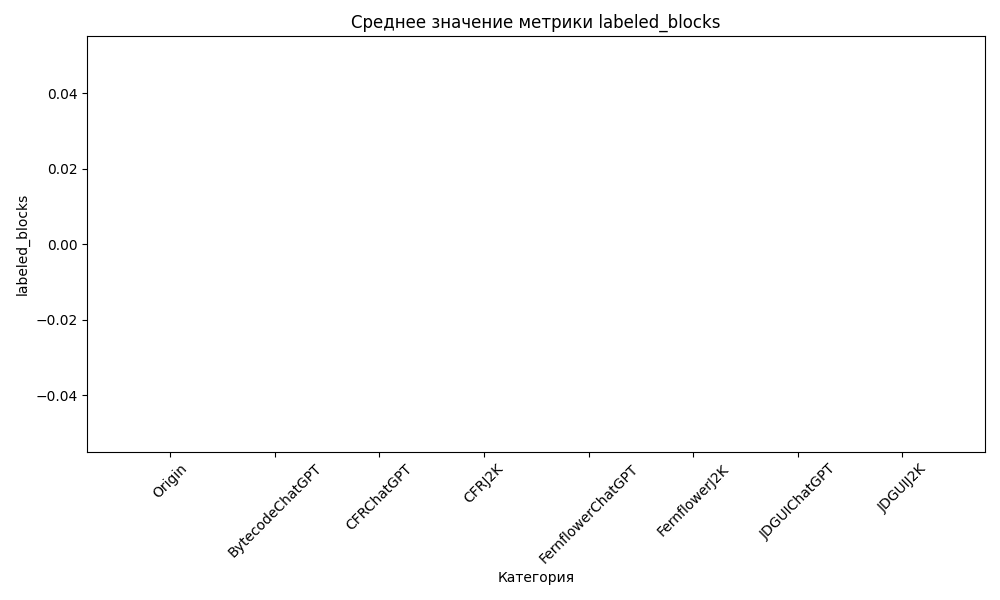 Среднее значение метрики labeled_blocks
labeled_blocks
0.04
0.02
0.00
−0.02
−0.04
Origin
BytecodeChatGPT
CFRChatGPT
CFRJ2K
FernflowerChatGPT
FernflowerJ2K
JDGUIChatGPT
JDGUIJ2K
Категория